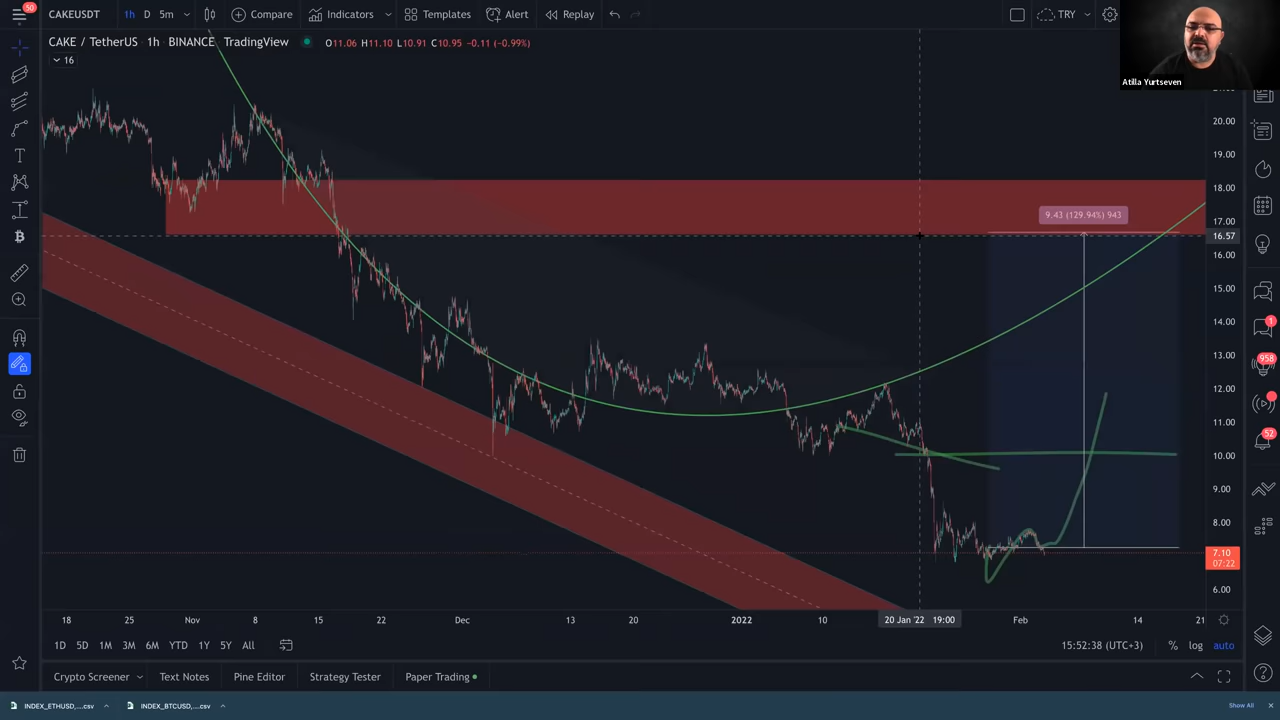 50
CAKEUSDT 1h D 5m Compare Indicators Templates Alert Replay TRY
CAKE / TetherUS · 1h · BINANCE · TradingView O11.06 H11.10 L10.91 C10.95 -0.11 (-0.99%)
16
Atilla Yurtseven
20.00
19.00
18.00
9.43 (129.94%) 943
17.00
16.57
16.00
15.00
14.00
13.00
12.00
11.00
10.00
9.00
8.00
7.10
07:22
6.00
1
958
52
18 25 Nov 8 15 22 Dec 13 20 2022 10 20 Jan '22 19:00 Feb 14 21
1D 5D 1M 3M 6M YTD 1Y 5Y All 15:52:38 (UTC+3) % log auto
Crypto Screener Text Notes Pine Editor Strategy Tester Paper Trading
INDEX_ETHUSD,....csv INDEX_BTCUSD,....csv Show All